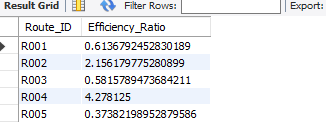 Result Grid Filter Rows: Export:
Route_ID Efficiency_Ratio
R001 0.6136792452830189
R002 2.156179775280899
R003 0.5815789473684211
R004 4.278125
R005 0.37382198952879586